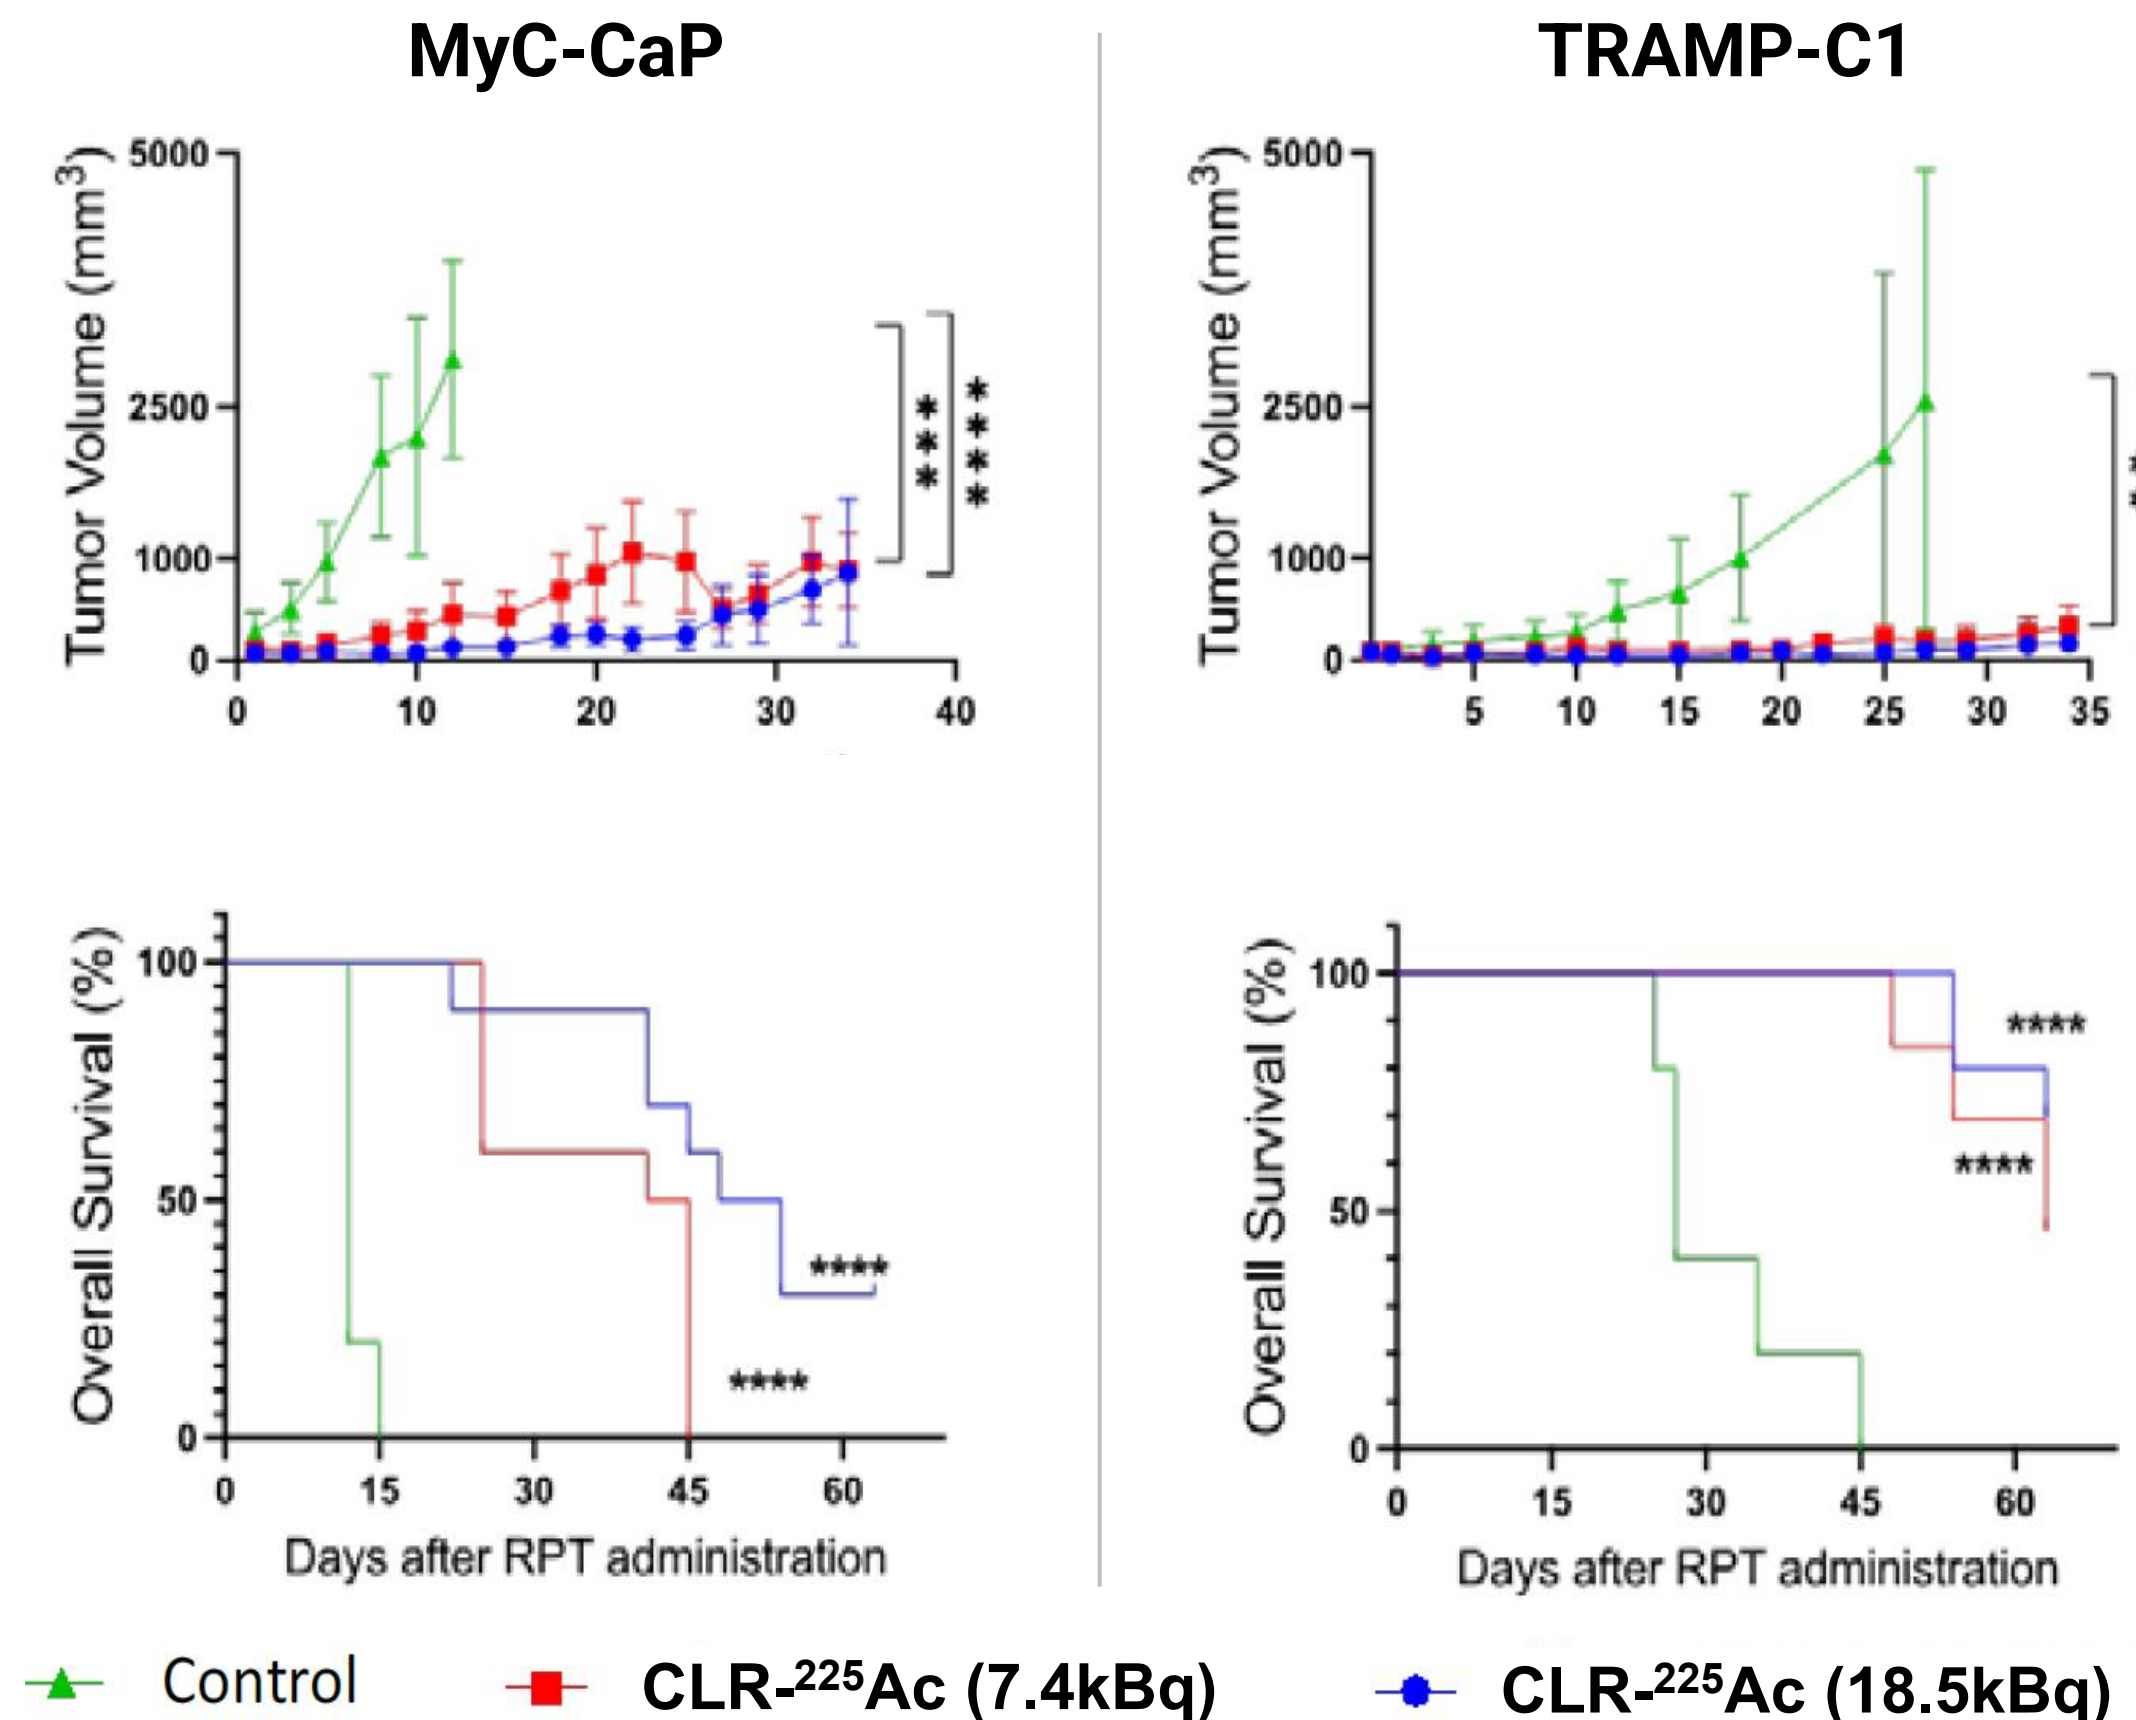 MyC-CaP
TRAMP-C1
Tumor Volume (mm³)
5000
2500
1000
0
0 10 20 30 40
***
****
Tumor Volume (mm³)
5000
2500
1000
0
5 10 15 20 25 30 35
Overall Survival (%)
100
50
0
0 15 30 45 60
****
****
Days after RPT administration
Overall Survival (%)
100
50
0
0 15 30 45 60
****
****
Days after RPT administration
Control
CLR-²²⁵Ac (7.4kBq)
CLR-²²⁵Ac (18.5kBq)